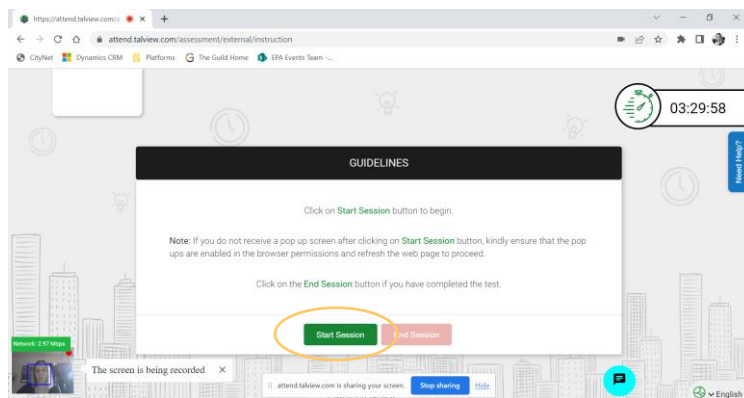 https://attend.talview.com/
attend.talview.com/assessment/external/instruction
CityNet
Dynamics CRM
Platforms
The Guild Home
EPA Events Team -...
03:29:58
Need Help?
GUIDELINES
Click on Start Session button to begin.
Note: If you do not receive a pop up screen after clicking on Start Session button, kindly ensure that the pop
ups are enabled in the browser permissions and refresh the web page to proceed.
Click on the End Session button if you have completed the test.
Start Session
End Session
Network: 2.97 Mbps
The screen is being recorded
attend.talview.com is sharing your screen.
Stop sharing
Hide
English